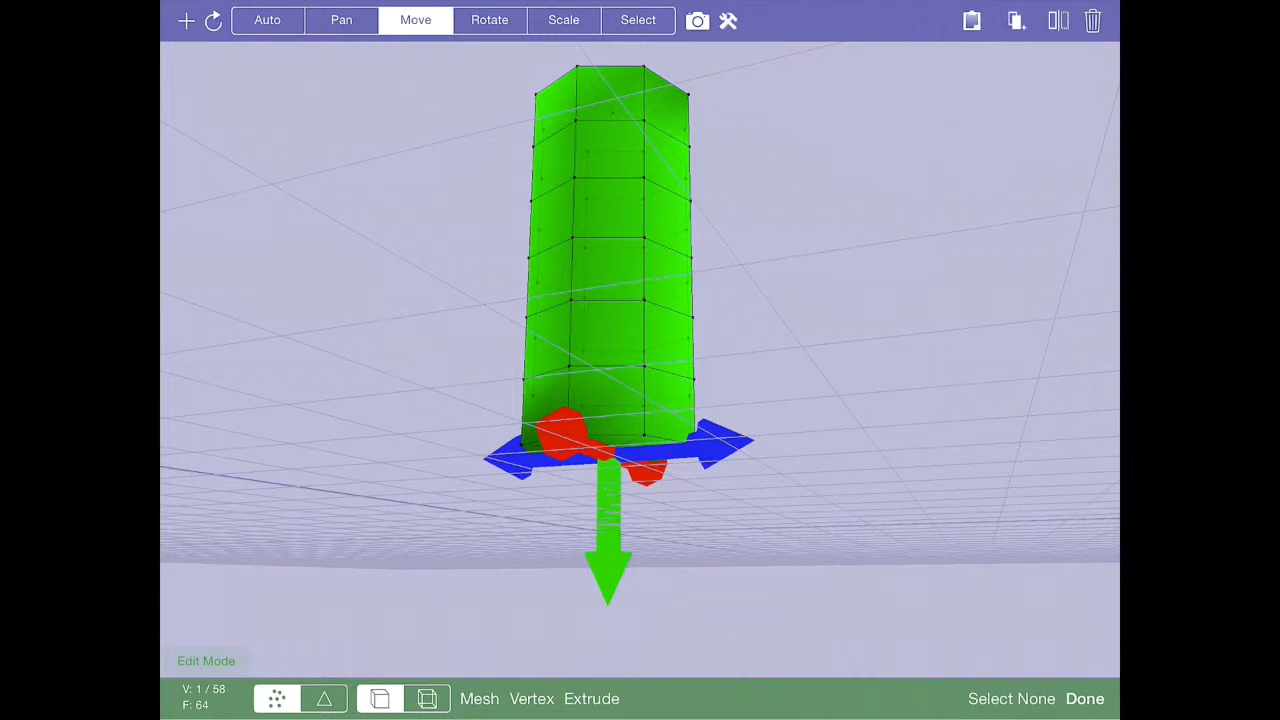 Auto Pan Move Rotate Scale Select
Edit Mode
V: 1 / 58
F: 64
Mesh Vertex Extrude
Select None Done